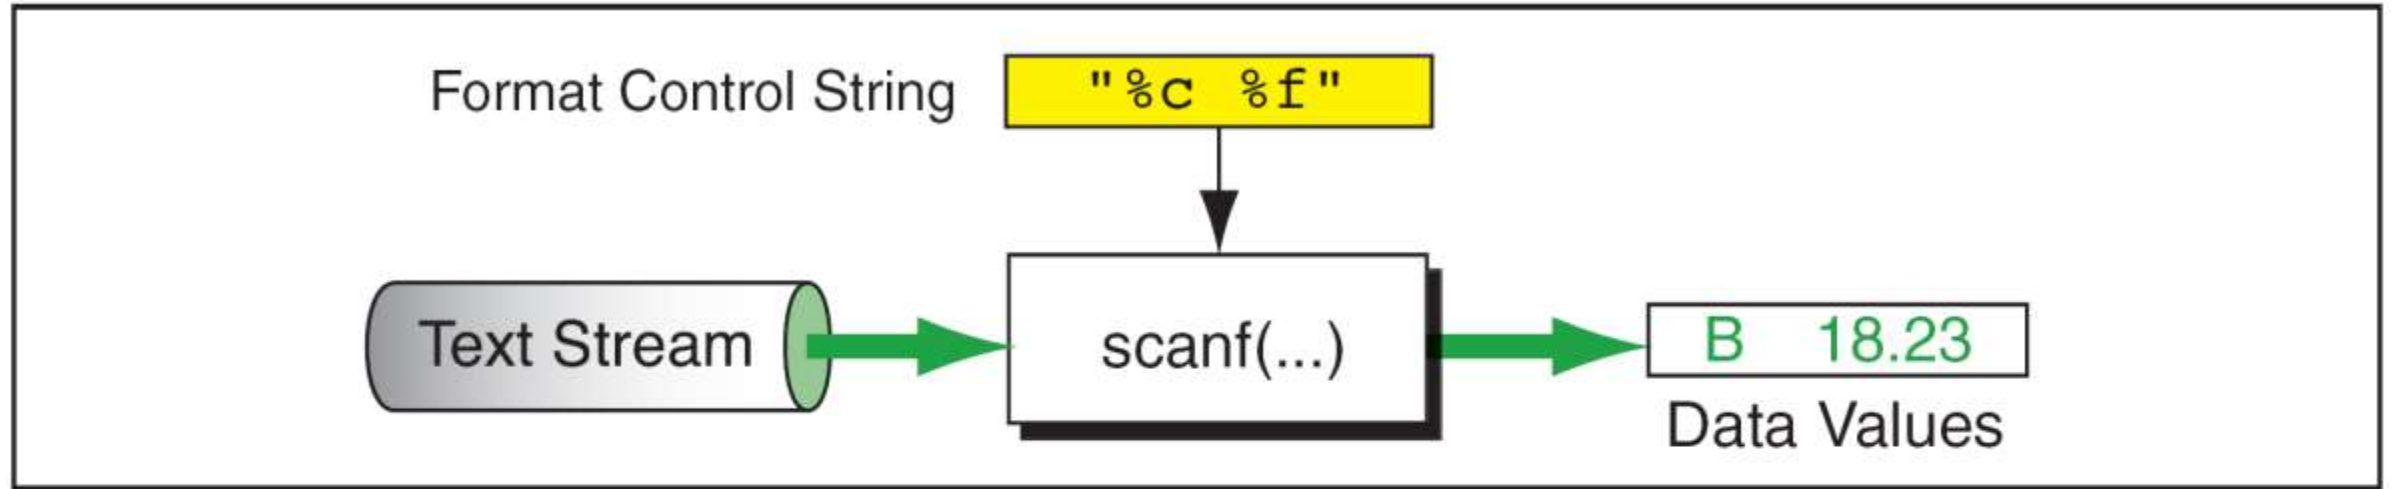 Format Control String
"%c %f"
Text Stream
scanf(...)
B 18.23
Data Values